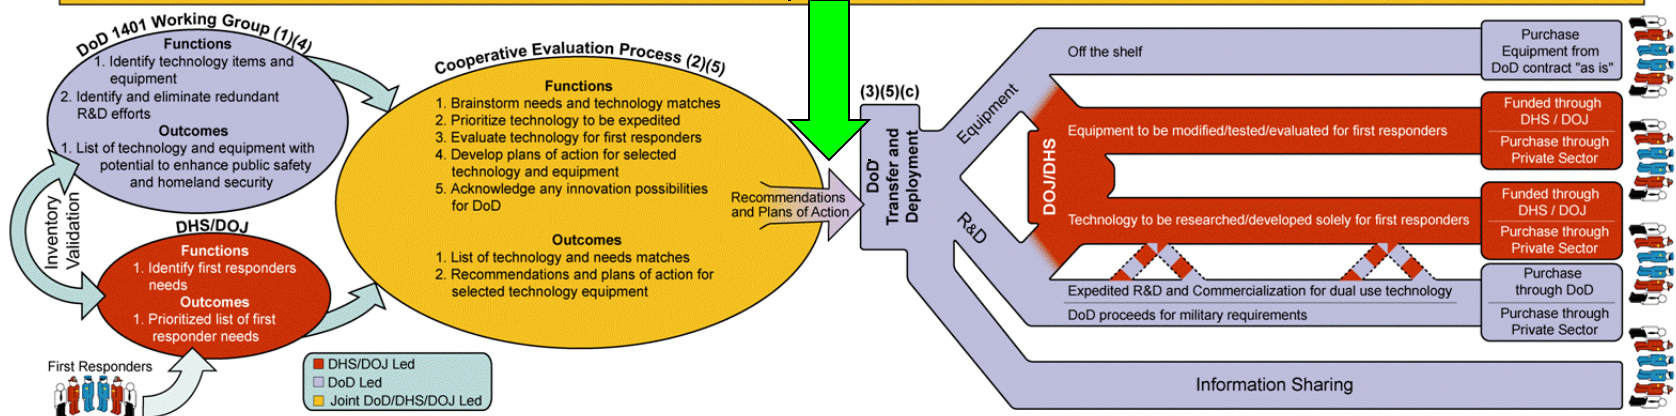 DoD 1401 Working Group (1)(4)
Functions
1. Identify technology items and
equipment
2. Identify and eliminate redundant
R&D efforts
Outcomes
1. List of technology and equipment with
potential to enhance public safety
and homeland security
Inventory
Validation
DHS/DOJ
Functions
1. Identify first responders
needs
Outcomes
1. Prioritized list of first
responder needs
First Responders
Cooperative Evaluation Process (2)(5)
Functions
1. Brainstorm needs and technology matches
2. Prioritize technology to be expedited
3. Evaluate technology for first responders
4. Develop plans of action for selected
technology and equipment
5. Acknowledge any innovation possibilities
for DoD
Outcomes
1. List of technology and needs matches
2. Recommendations and plans of action for
selected technology equipment
DHS/DOJ Led
DoD Led
Joint DoD/DHS/DOJ Led
Recommendations
and Plans of Action
(3)(5)(c)
DoD
Transfer and
Deployment
Equipment
R&D
DOJ/DHS
Off the shelf
Equipment to be modified/tested/evaluated for first responders
Technology to be researched/developed solely for first responders
Expedited R&D and Commercialization for dual use technology
DoD proceeds for military requirements
Information Sharing
Purchase
Equipment from
DoD contract "as is"
Funded through
DHS / DOJ
Purchase through
Private Sector
Funded through
DHS / DOJ
Purchase through
Private Sector
Purchase
through DoD
Purchase through
Private Sector